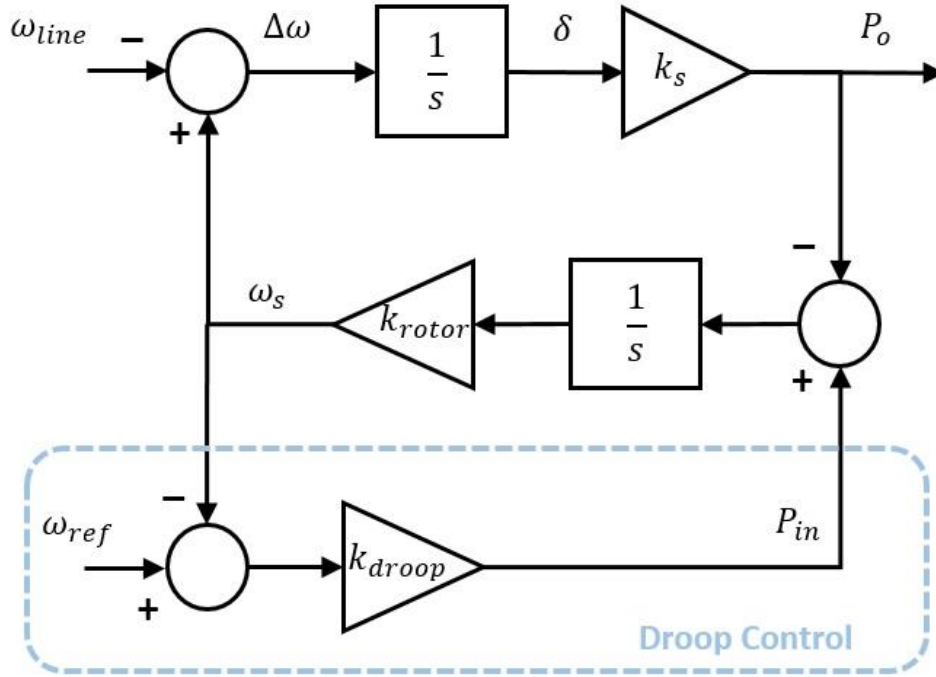 ω_line − Δω 1/s δ k_s P_o
+ −
ω_s k_rotor 1/s
+
−
ω_ref k_droop P_in
+
Droop Control